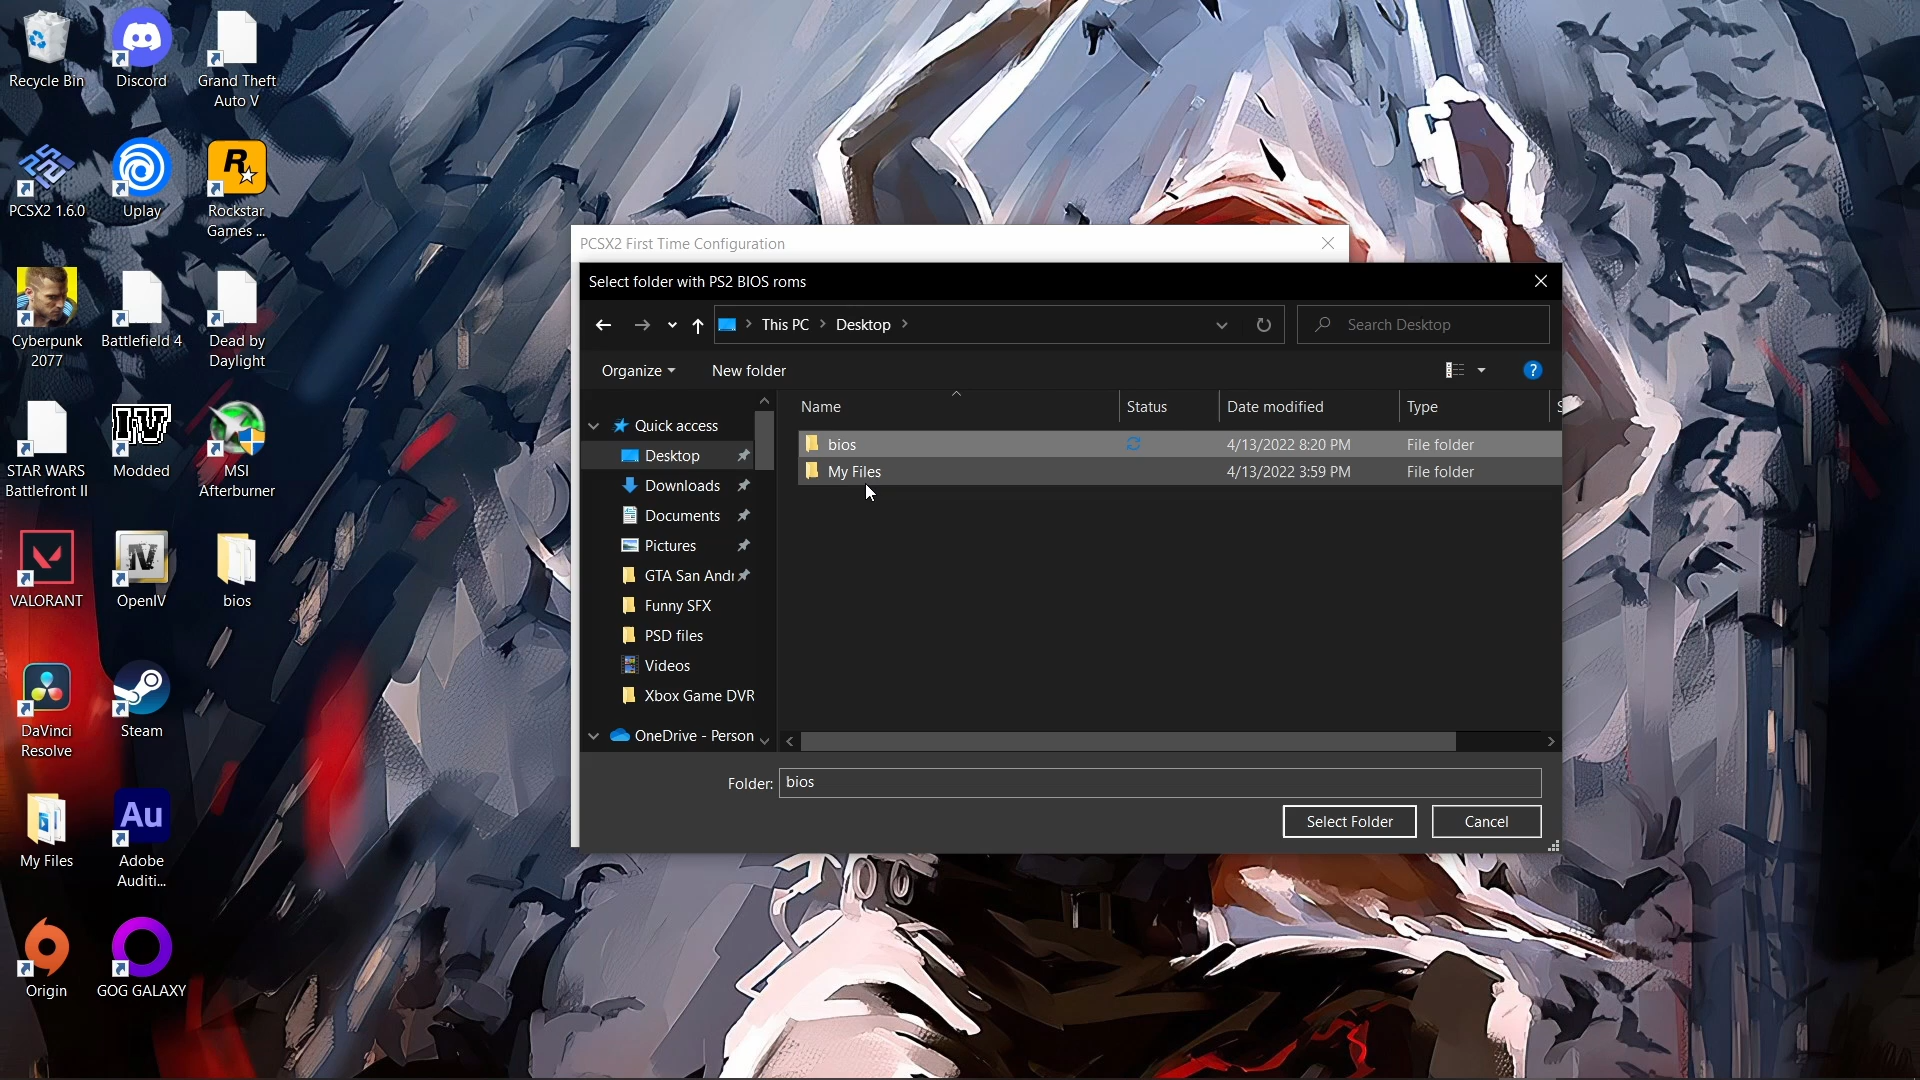 Recycle Bin
Discord
Grand Theft
Auto V
PCSX2 1.6.0
Uplay
Rockstar
Games ...
Cyberpunk
2077
Battlefield 4
Dead by
Daylight
STAR WARS
Battlefront II
IV
Modded
MSI
Afterburner
VALORANT
IV
OpenIV
bios
DaVinci
Resolve
Steam
My Files
Au
Adobe
Auditi...
Origin
GOG GALAXY
PCSX2 First Time Configuration
Select folder with PS2 BIOS roms
This PC
Desktop
Search Desktop
Organize
New folder
?
Name
Status
Date modified
Type
Quick access
Desktop
Downloads
Documents
Pictures
GTA San Andr
Funny SFX
PSD files
Videos
Xbox Game DVR
OneDrive - Person
bios
4/13/2022 8:20 PM
File folder
My Files
4/13/2022 3:59 PM
File folder
Folder:
bios
Select Folder
Cancel